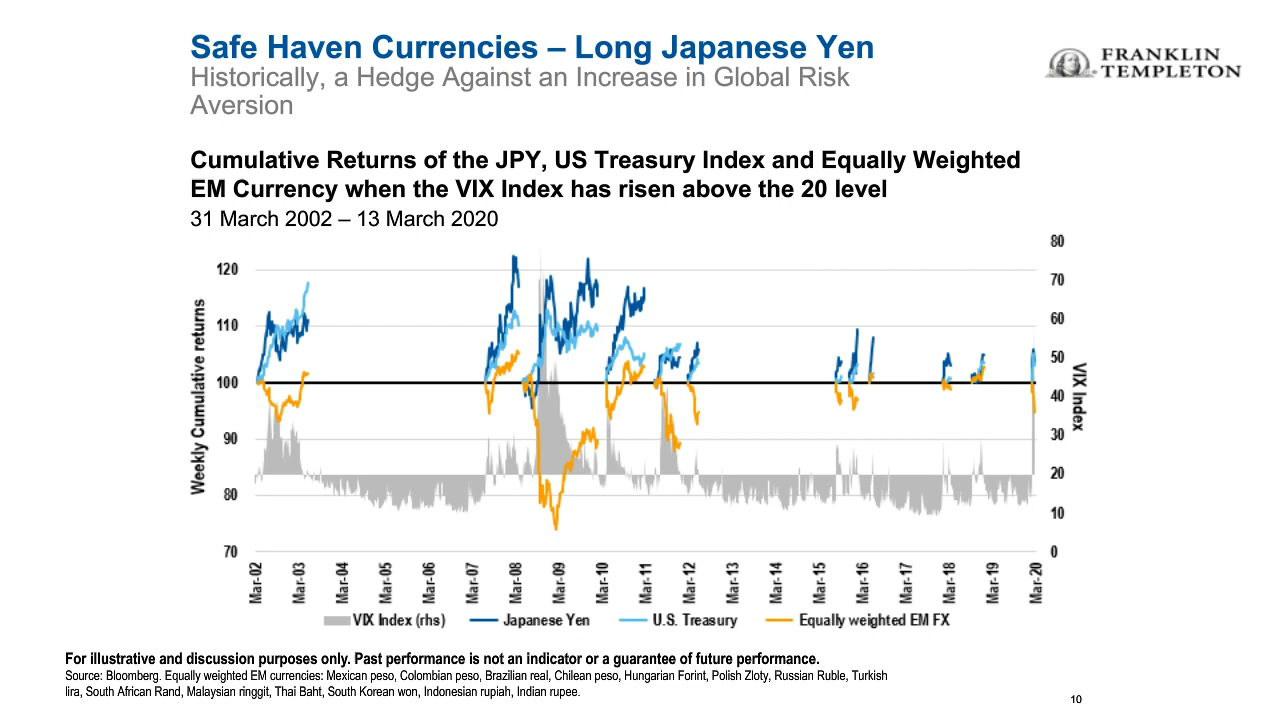 Safe Haven Currencies – Long Japanese Yen
Historically, a Hedge Against an Increase in Global Risk
Aversion
FRANKLIN
TEMPLETON
Cumulative Returns of the JPY, US Treasury Index and Equally Weighted
EM Currency when the VIX Index has risen above the 20 level
31 March 2002 – 13 March 2020
Weekly Cumulative returns
120
110
100
90
80
70
80
70
60
50
40
30
20
10
0
VIX Index
Mar-02
Mar-03
Mar-04
Mar-05
Mar-06
Mar-07
Mar-08
Mar-09
Mar-10
Mar-11
Mar-12
Mar-13
Mar-14
Mar-15
Mar-16
Mar-17
Mar-18
Mar-19
Mar-20
VIX Index (rhs)
Japanese Yen
U.S. Treasury
Equally weighted EM FX
For illustrative and discussion purposes only. Past performance is not an indicator or a guarantee of future performance.
Source: Bloomberg. Equally weighted EM currencies: Mexican peso, Colombian peso, Brazilian real, Chilean peso, Hungarian Forint, Polish Zloty, Russian Ruble, Turkish
lira, South African Rand, Malaysian ringgit, Thai Baht, South Korean won, Indonesian rupiah, Indian rupee.
10